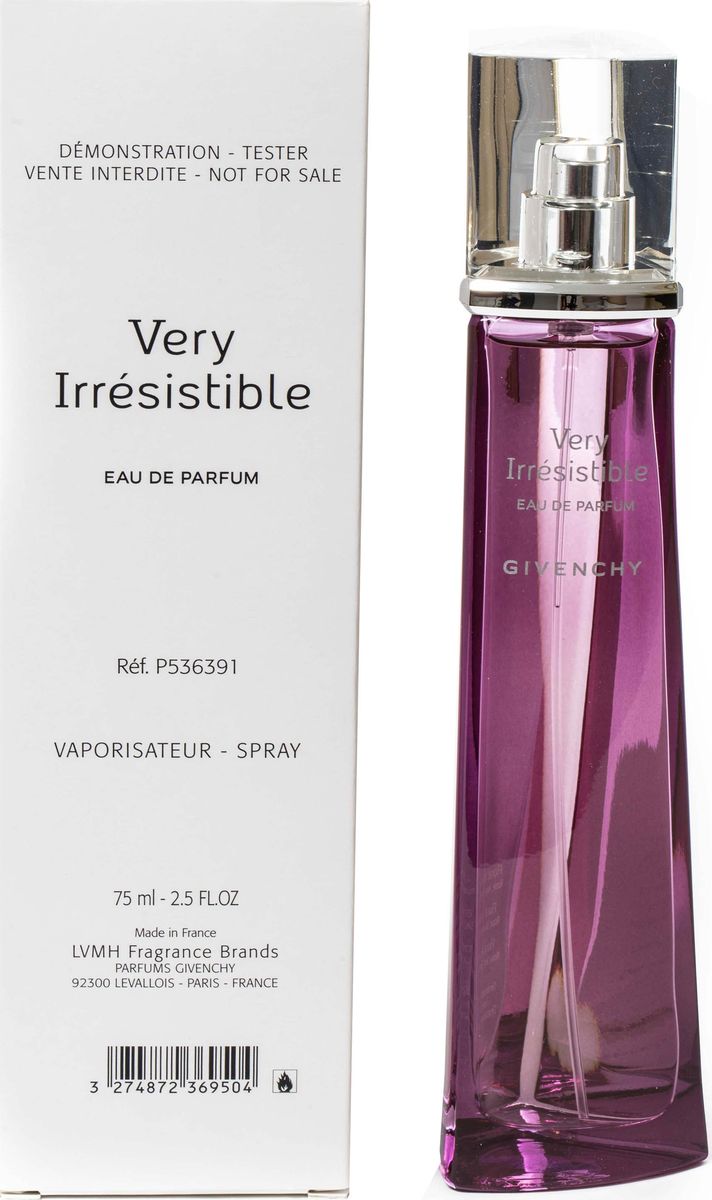 DÉMONSTRATION - TESTER
VENTE INTERDITE - NOT FOR SALE
Very
Irrésistible
EAU DE PARFUM
Réf. P536391
VAPORISATEUR - SPRAY
75 ml - 2.5 FL.OZ
Made in France
LVMH Fragrance Brands
PARFUMS GIVENCHY
92300 LEVALLOIS - PARIS - FRANCE
3 274872 369504
Very
Irrésistible
EAU DE PARFUM
GIVENCHY